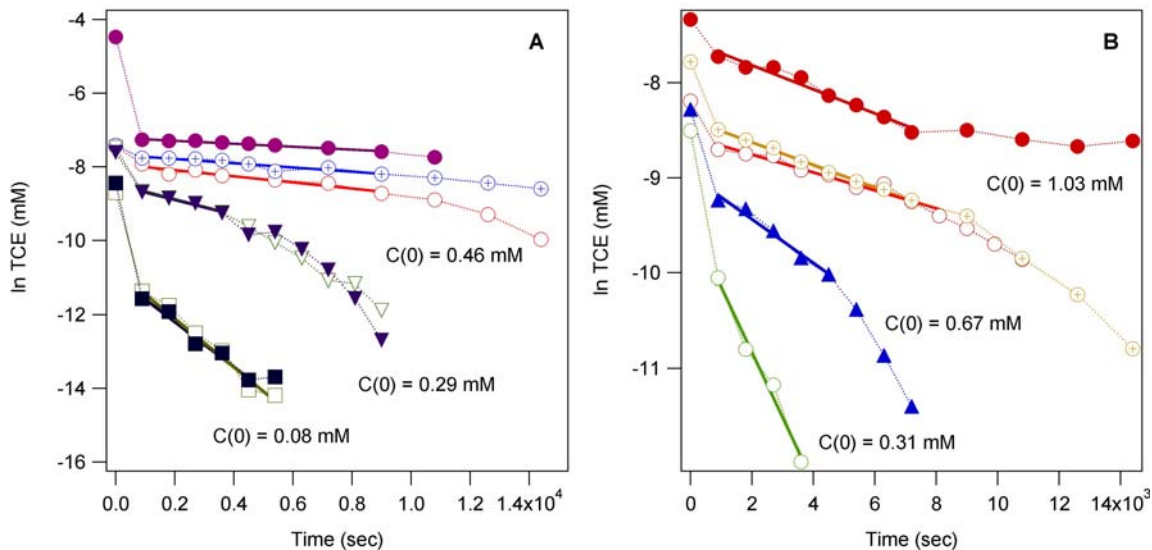 -4
-6
-8
-10
-12
-14
-16
ln TCE (mM)
A
C(0) = 0.46 mM
C(0) = 0.29 mM
C(0) = 0.08 mM
0.0 0.2 0.4 0.6 0.8 1.0 1.4x10⁴
Time (sec)
-8
-9
-10
-11
ln TCE (mM)
B
C(0) = 1.03 mM
C(0) = 0.67 mM
C(0) = 0.31 mM
0 2 4 6 8 10 14x10³
Time (sec)